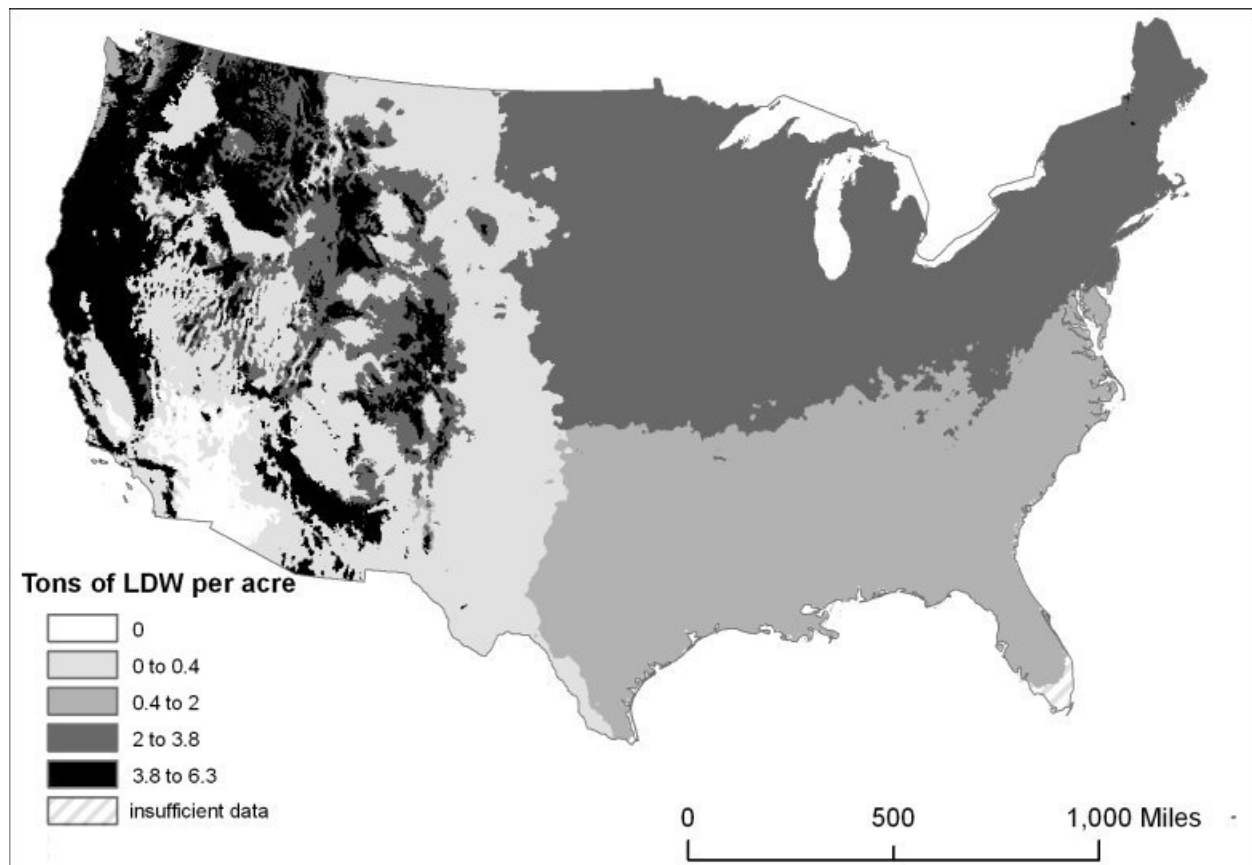 Tons of LDW per acre
0
0 to 0.4
0.4 to 2
2 to 3.8
3.8 to 6.3
insufficient data
0 500 1,000 Miles